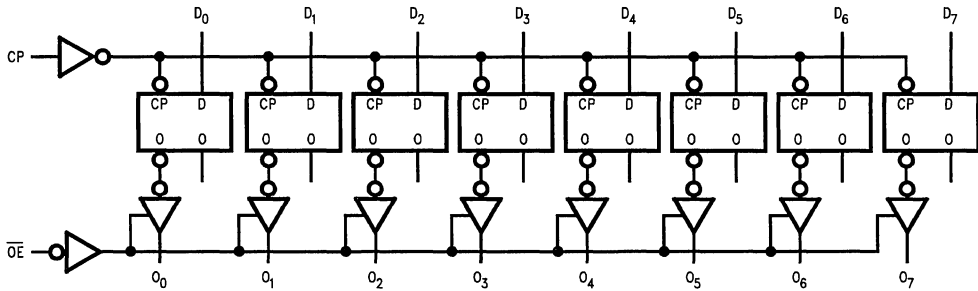 D₀ D₁ D₂ D₃ D₄ D₅ D₆ D₇
CP
CP D CP D CP D CP D CP D CP D CP D CP D
O O O O O O O O O O O O O O O O
O̅E̅
O₀ O₁ O₂ O₃ O₄ O₅ O₆ O₇